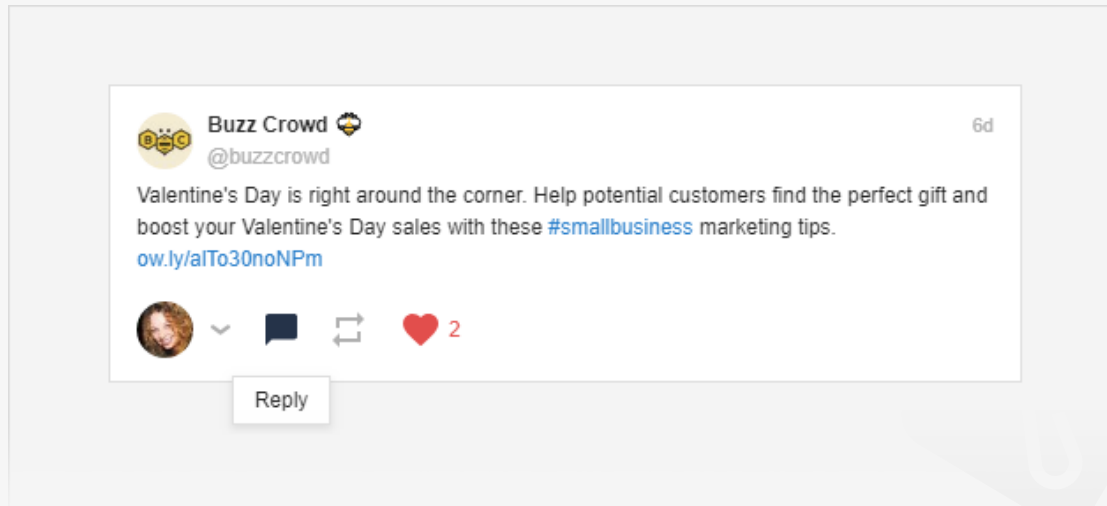 Buzz Crowd
6d
@buzzcrowd
Valentine's Day is right around the corner. Help potential customers find the perfect gift and
boost your Valentine's Day sales with these #smallbusiness marketing tips.
ow.ly/alTo30noNPm
2
Reply
B C